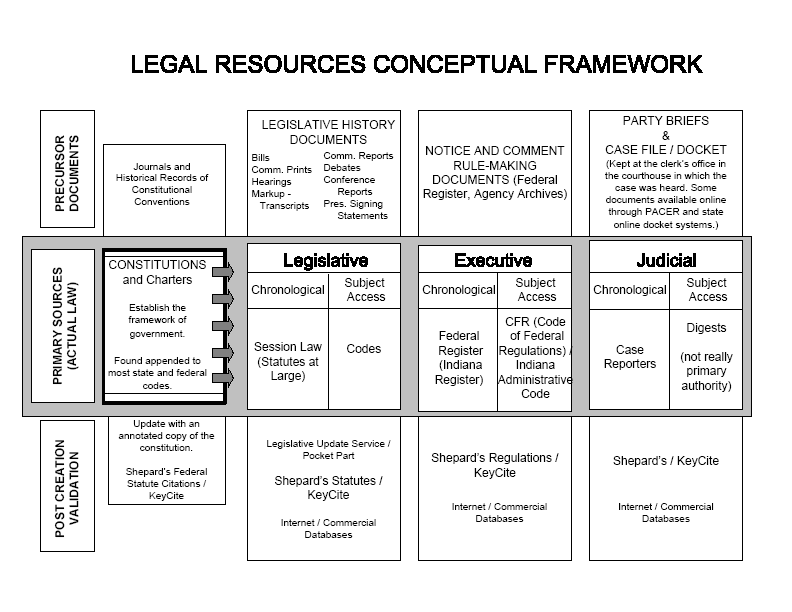 LEGAL RESOURCES CONCEPTUAL FRAMEWORK
PRECURSOR
DOCUMENTS
Journals and
Historical Records of
Constitutional
Conventions
LEGISLATIVE HISTORY
DOCUMENTS
Bills
Comm. Prints
Hearings
Markup -
Transcripts
Comm. Reports
Debates
Conference
Reports
Pres. Signing
Statements
NOTICE AND COMMENT
RULE-MAKING
DOCUMENTS (Federal
Register, Agency Archives)
PARTY BRIEFS
&
CASE FILE / DOCKET
(Kept at the clerk's office in
the courthouse in which the
case was heard. Some
documents available online
through PACER and state
online docket systems.)
PRIMARY SOURCES
(ACTUAL LAW)
CONSTITUTIONS
and Charters
Establish the
framework of
government.
Found appended to
most state and federal
codes.
Legislative
Chronological
Subject
Access
Session Law
(Statutes at
Large)
Codes
Executive
Chronological
Subject
Access
Federal
Register
(Indiana
Register)
CFR (Code
of Federal
Regulations) /
Indiana
Administrative
Code
Judicial
Chronological
Subject
Access
Case
Reporters
Digests
(not really
primary
authority)
POST CREATION
VALIDATION
Update with an
annotated copy of the
constitution.
Shepard's Federal
Statute Citations /
KeyCite
Legislative Update Service /
Pocket Part
Shepard's Statutes /
KeyCite
Internet / Commercial
Databases
Shepard's Regulations /
KeyCite
Internet / Commercial
Databases
Shepard's / KeyCite
Internet / Commercial
Databases